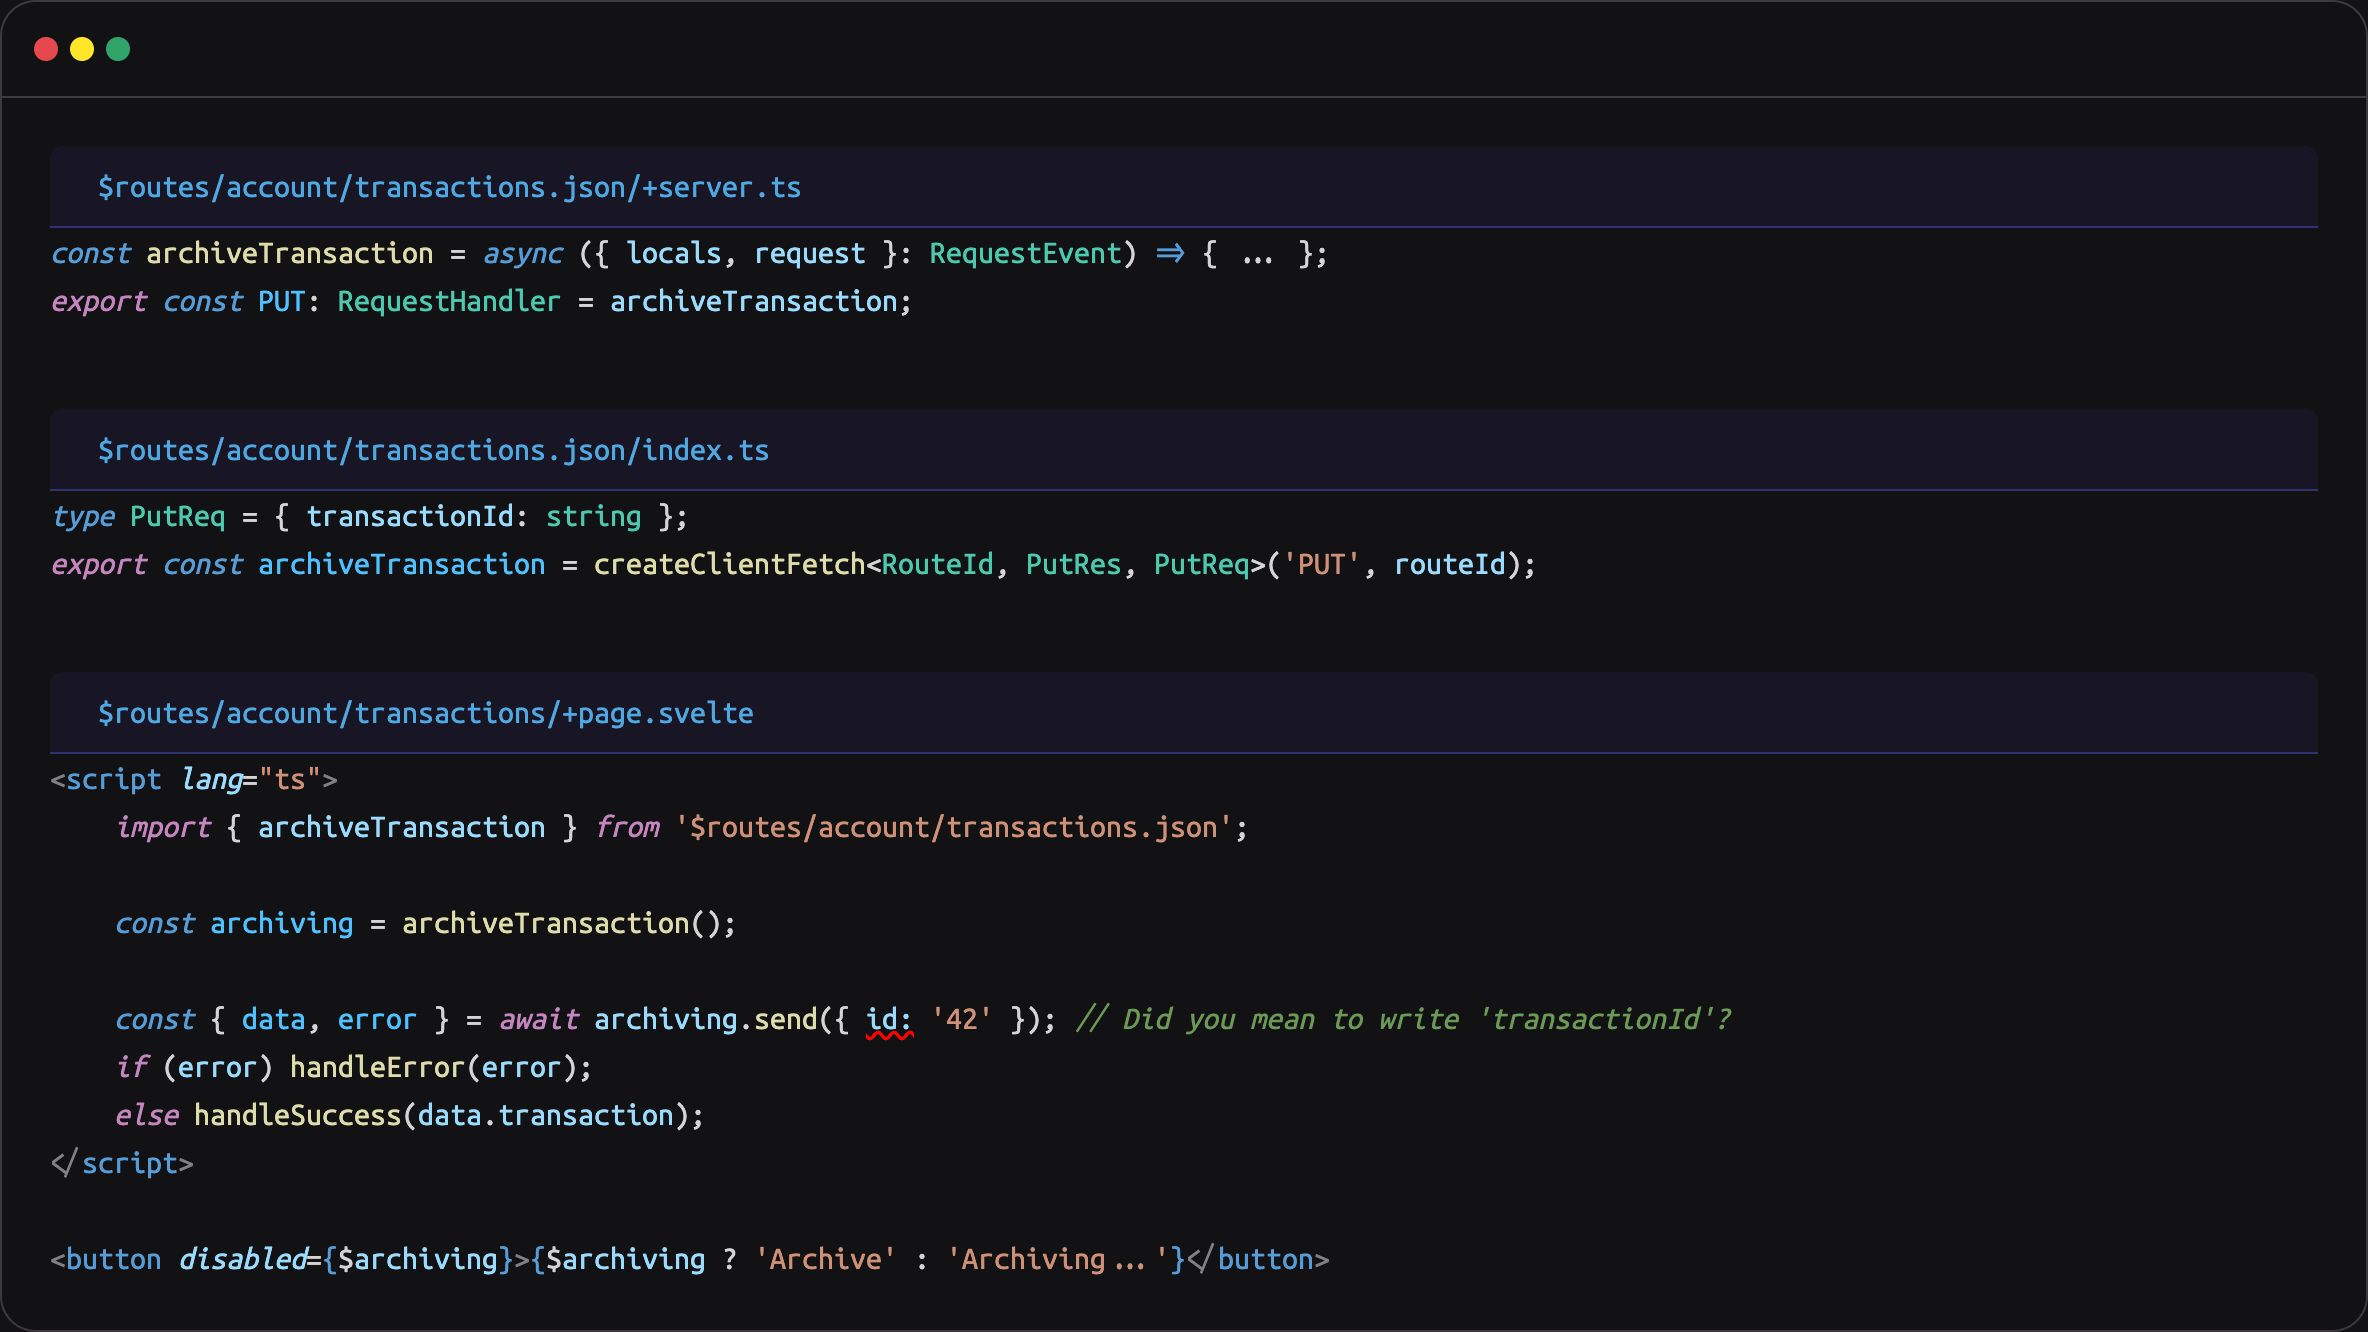 $routes/account/transactions.json/+server.ts
const archiveTransaction = async ({ locals, request }: RequestEvent) => { ... };
export const PUT: RequestHandler = archiveTransaction;
$routes/account/transactions.json/index.ts
type PutReq = { transactionId: string };
export const archiveTransaction = createClientFetch<RouteId, PutRes, PutReq>('PUT', routeId);
$routes/account/transactions/+page.svelte
<script lang="ts">
    import { archiveTransaction } from '$routes/account/transactions.json';
    const archiving = archiveTransaction();
    const { data, error } = await archiving.send({ id: '42' }); // Did you mean to write 'transactionId'?
    if (error) handleError(error);
    else handleSuccess(data.transaction);
</script>
<button disabled={$archiving}>{$archiving ? 'Archive' : 'Archiving...'}</button>